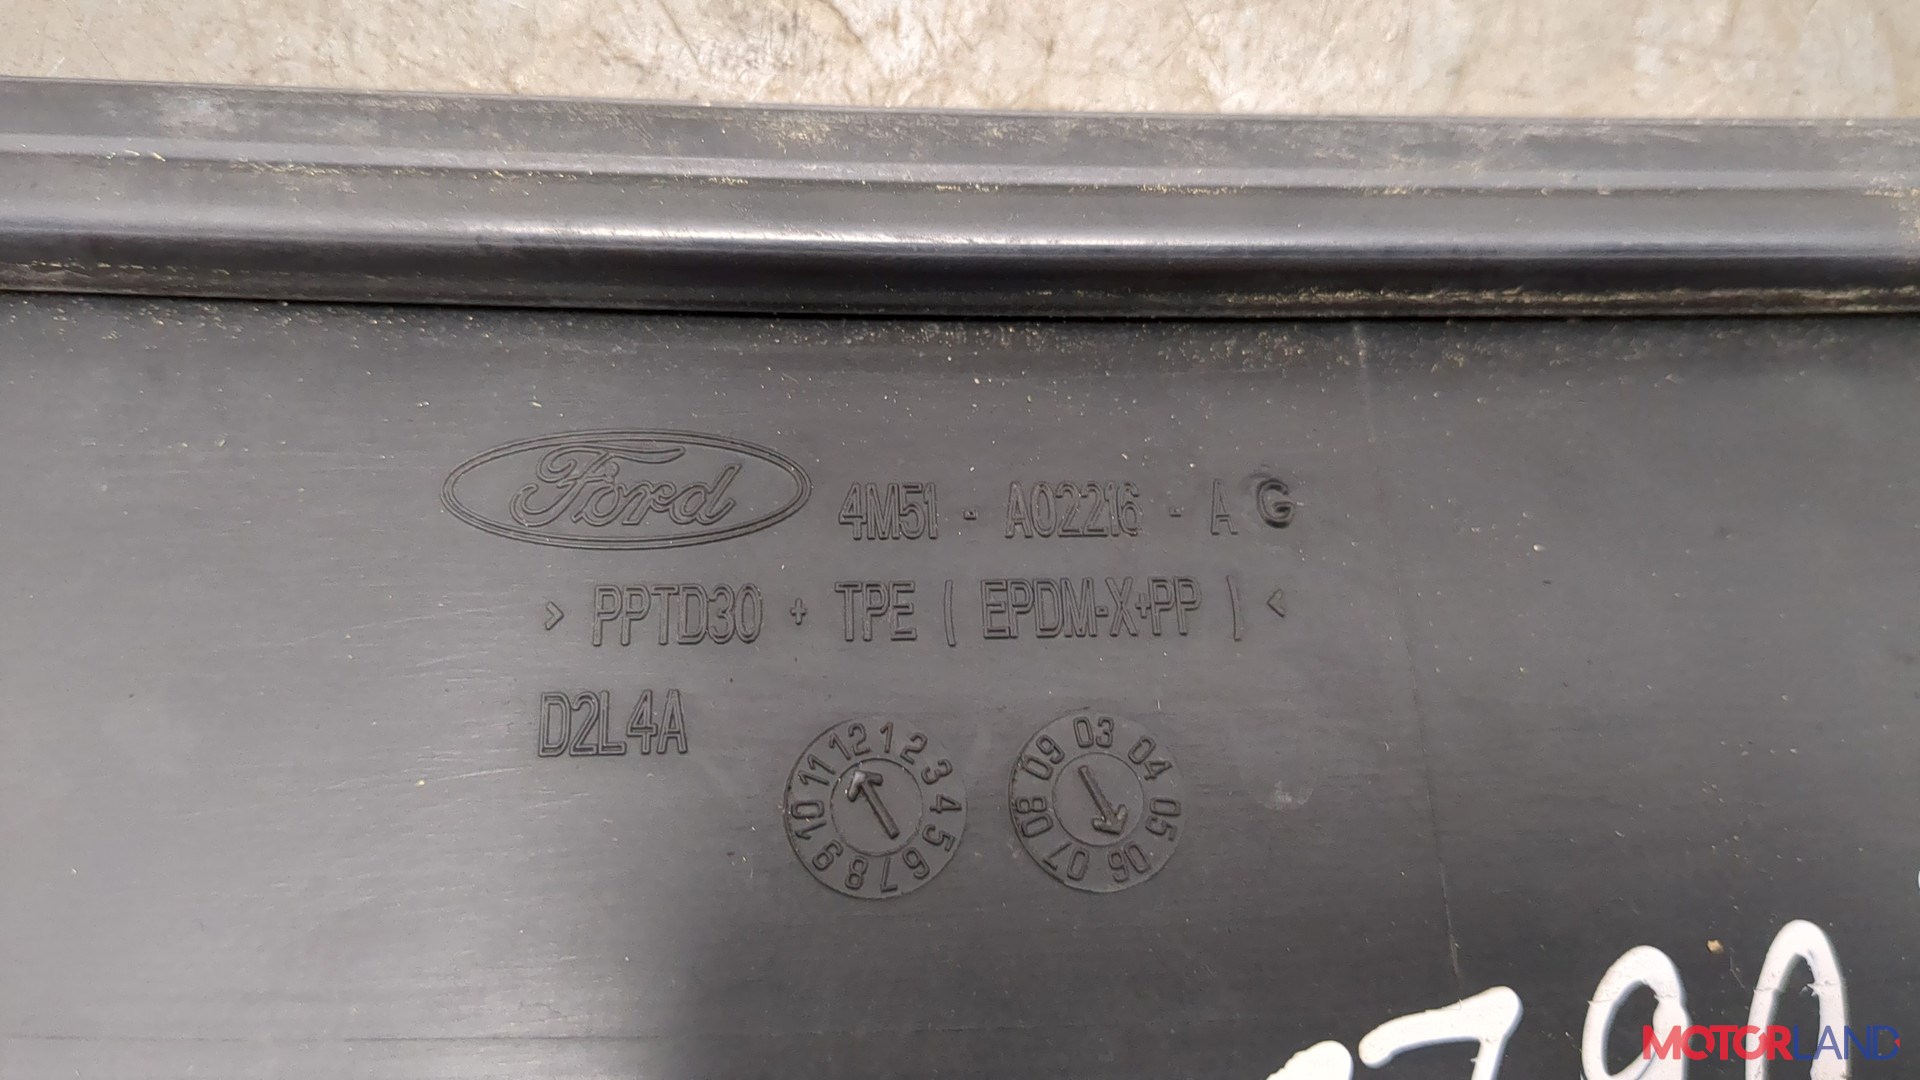 Ford 4M51 - A02216 - A G
> PPTD30 + TPE ( EPDM-X+PP ) <
D2L4A
12 1 2 3 4 5 6 7 8 9 10 11
03 04 05 06 07 08 09
790
MOTORLAND